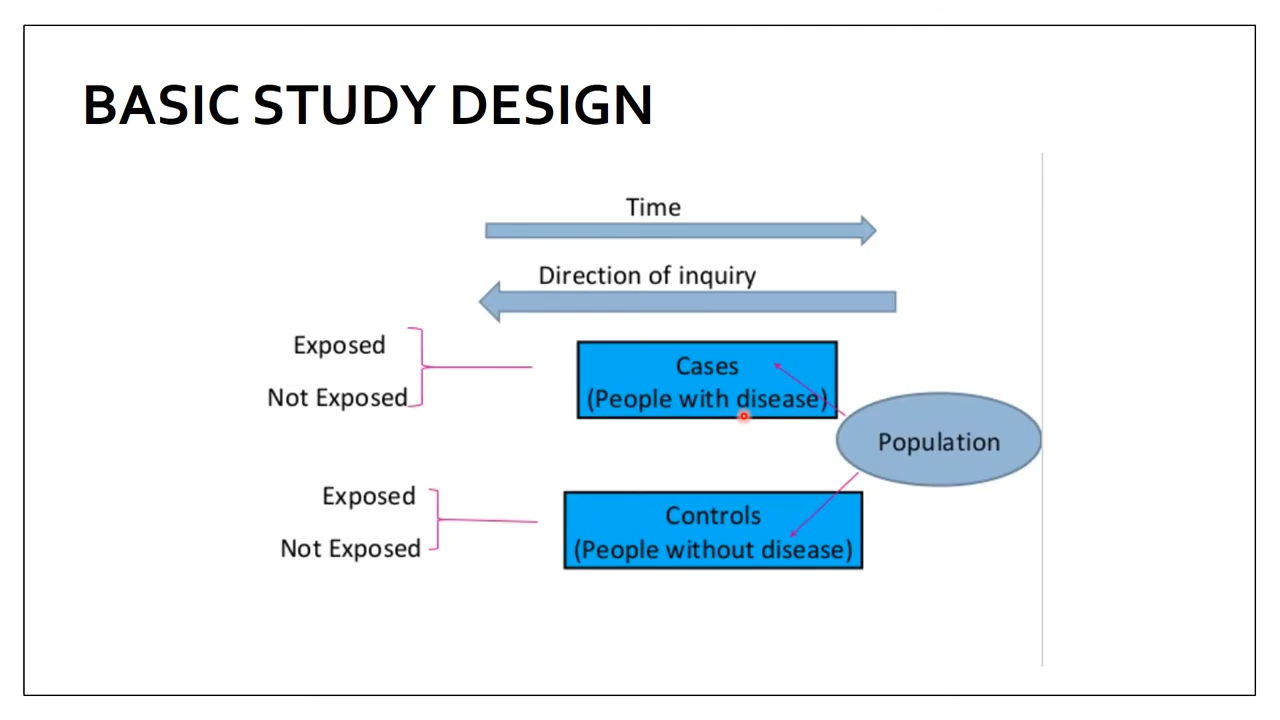 BASIC STUDY DESIGN
Time
Direction of inquiry
Exposed
Not Exposed
Cases
(People with disease)
Population
Exposed
Not Exposed
Controls
(People without disease)